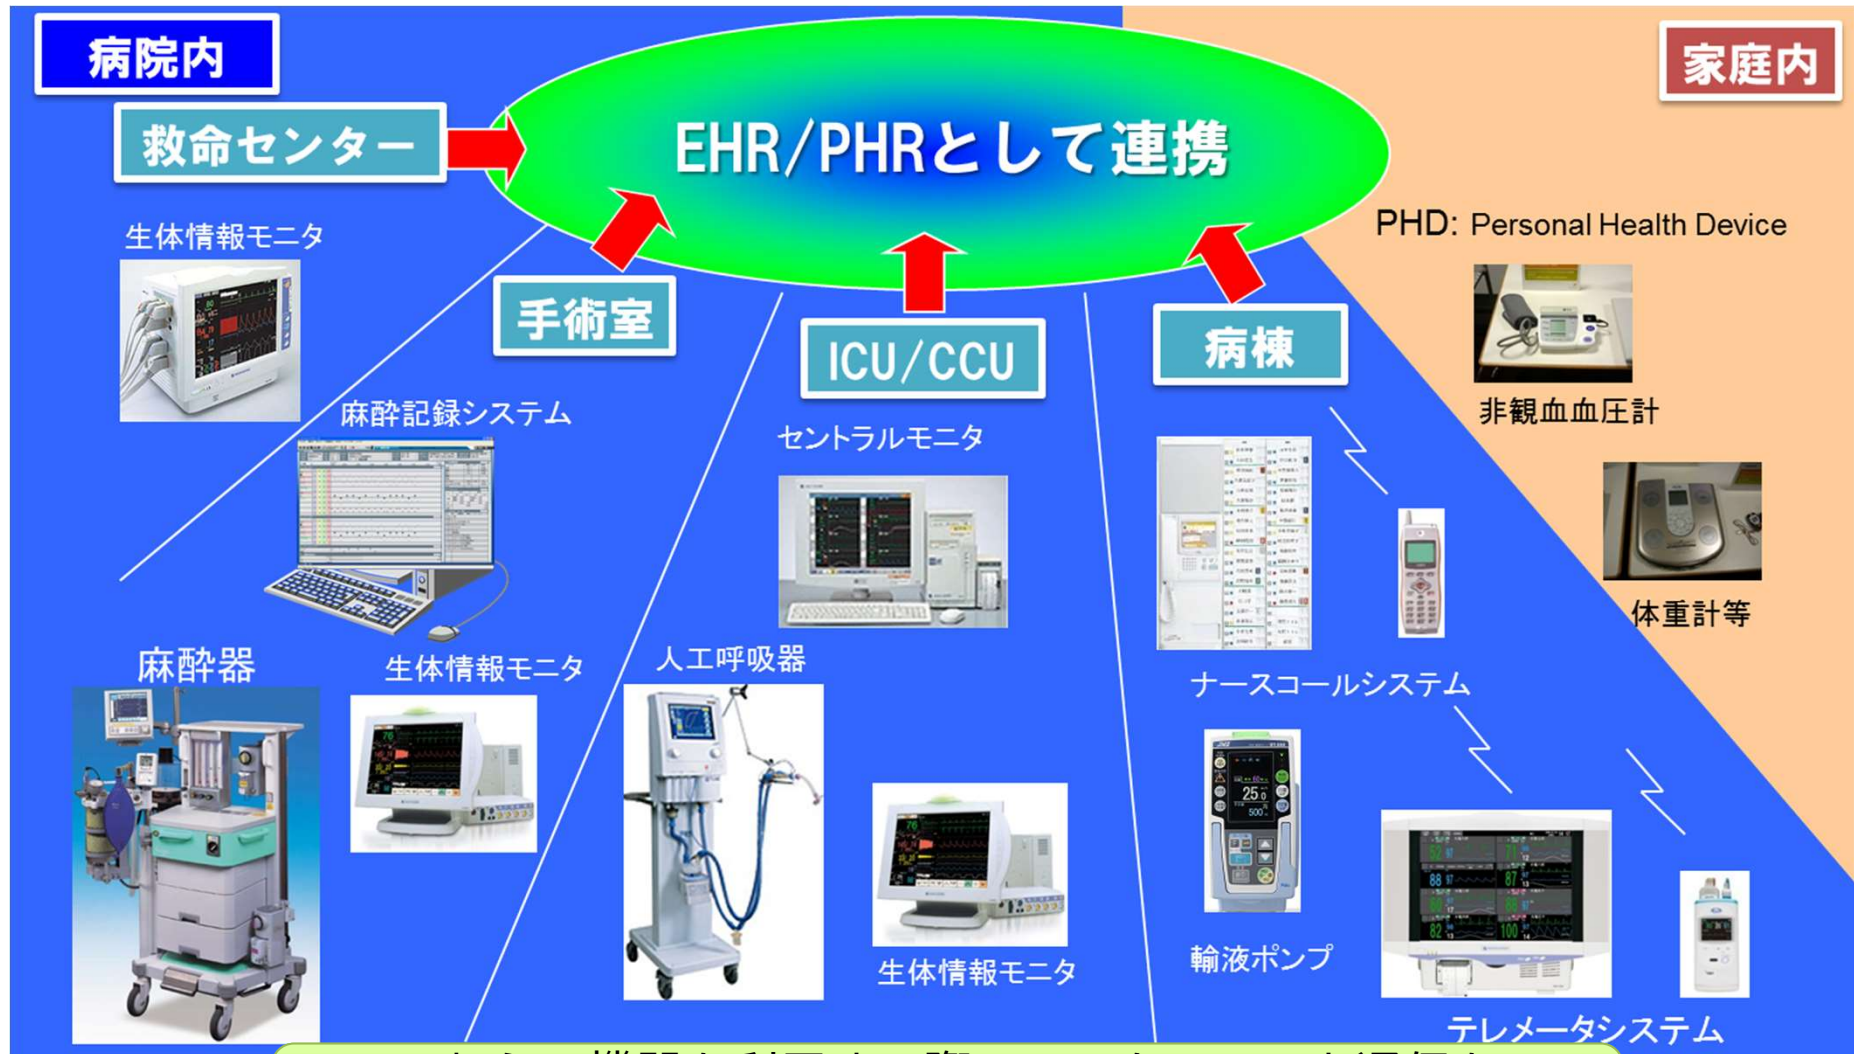 病院内
家庭内
救命センター
EHR/PHRとして連携
生体情報モニタ
手術室
ICU/CCU
病棟
PHD: Personal Health Device
非観血血圧計
麻酔記録システム
セントラルモニタ
体重計等
麻酔器
生体情報モニタ
人工呼吸器
ナースコールシステム
生体情報モニタ
輸液ポンプ
テレメータシステム